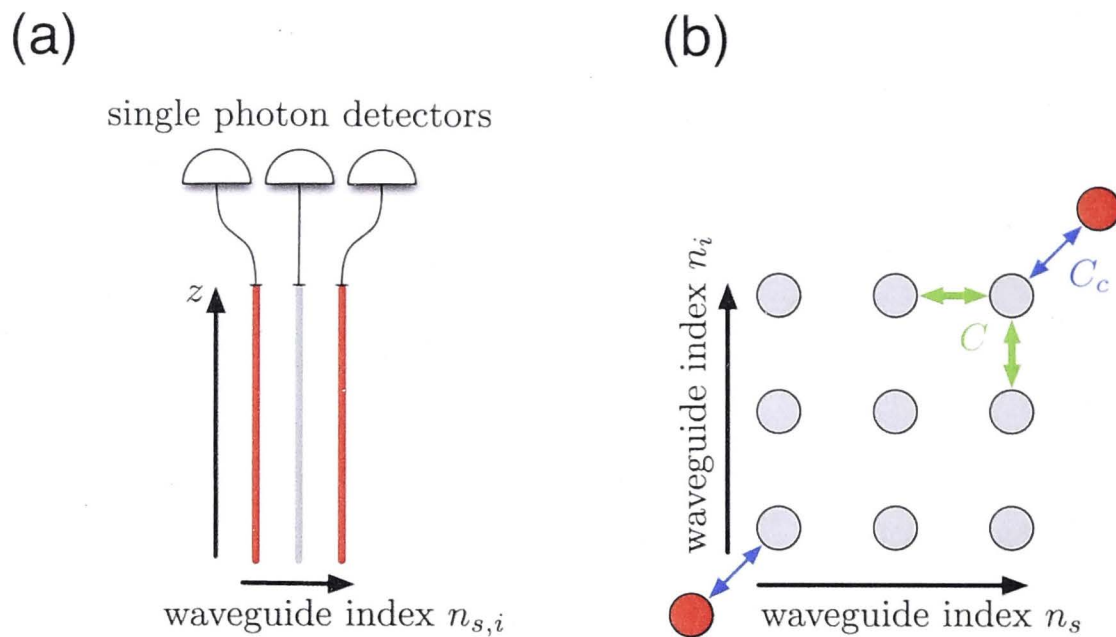 (a)
single photon detectors
z
waveguide index n_{s,i}
(b)
waveguide index n_i
C_c
C
waveguide index n_s